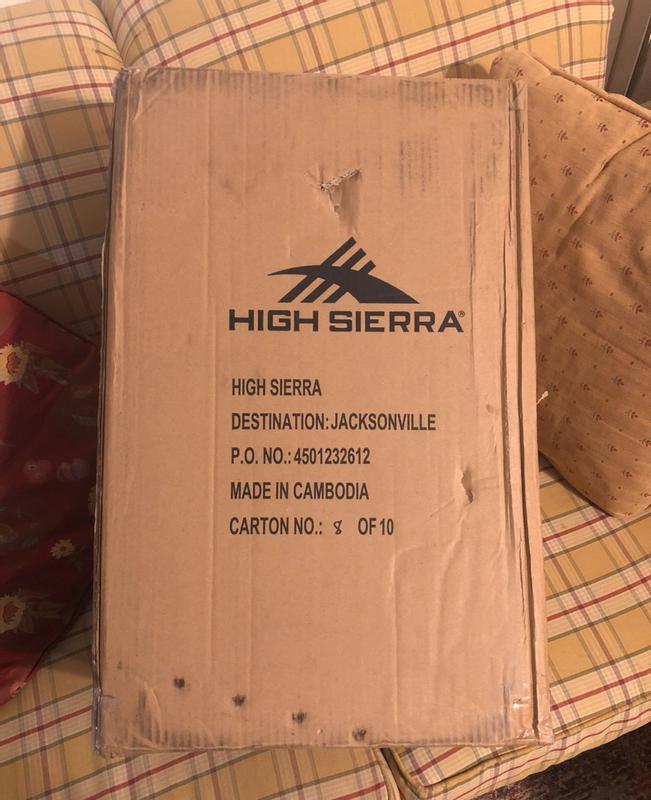 HIGH SIERRA®
HIGH SIERRA
DESTINATION: JACKSONVILLE
P.O. NO.: 4501232612
MADE IN CAMBODIA
CARTON NO.: 8 OF 10